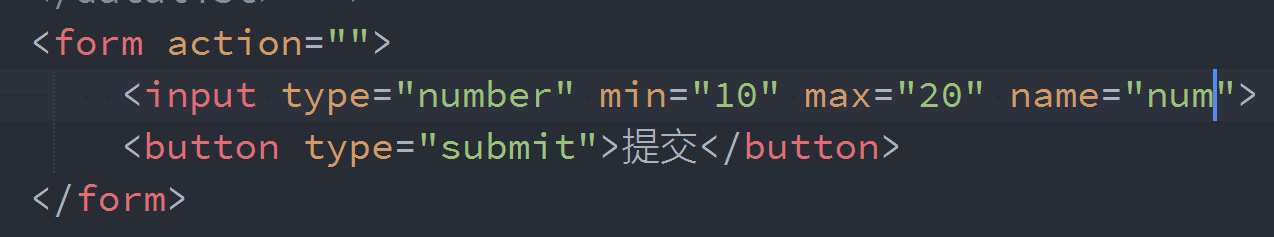 <form action="">
<input type="number" min="10" max="20" name="num">
<button type="submit">提交</button>
</form>